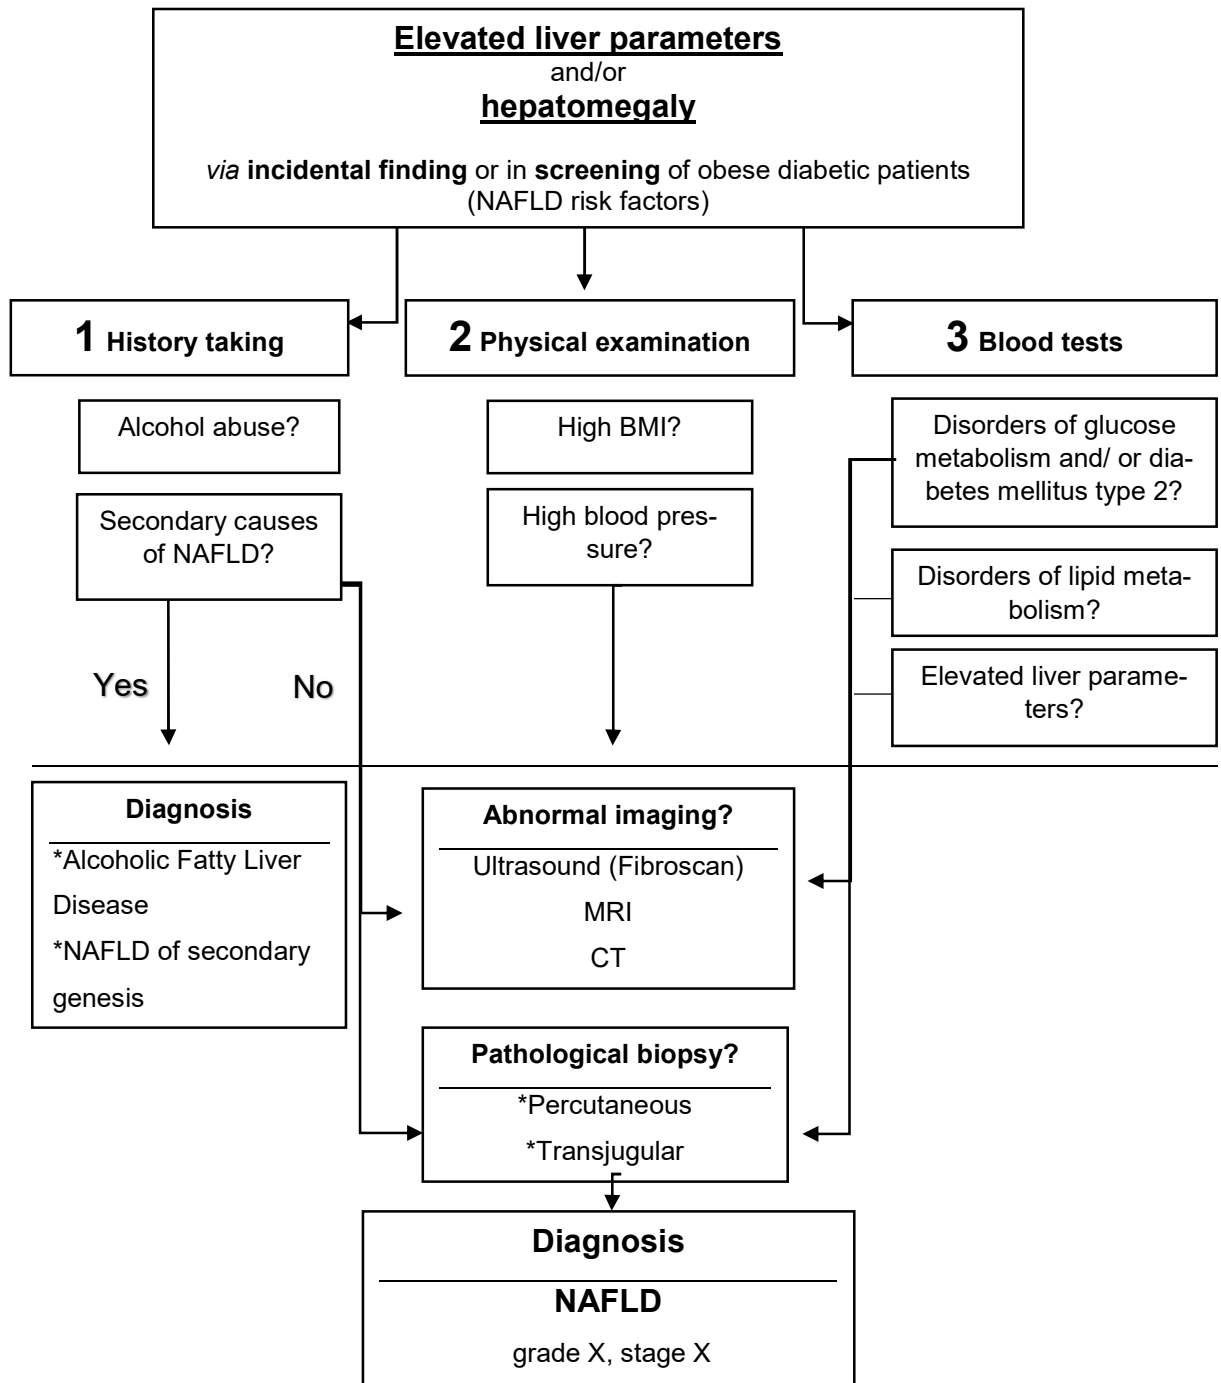 Elevated liver parameters
and/or
hepatomegaly
via incidental finding or in screening of obese diabetic patients
(NAFLD risk factors)
1 History taking
2 Physical examination
3 Blood tests
Alcohol abuse?
Secondary causes
of NAFLD?
High BMI?
High blood pres-
sure?
Disorders of glucose
metabolism and/ or dia-
betes mellitus type 2?
Disorders of lipid meta-
bolism?
Elevated liver parame-
ters?
Yes
No
Diagnosis
*Alcoholic Fatty Liver
Disease
*NAFLD of secondary
genesis
Abnormal imaging?
Ultrasound (Fibroscan)
MRI
CT
Pathological biopsy?
*Percutaneous
*Transjugular
Diagnosis
NAFLD
grade X, stage X